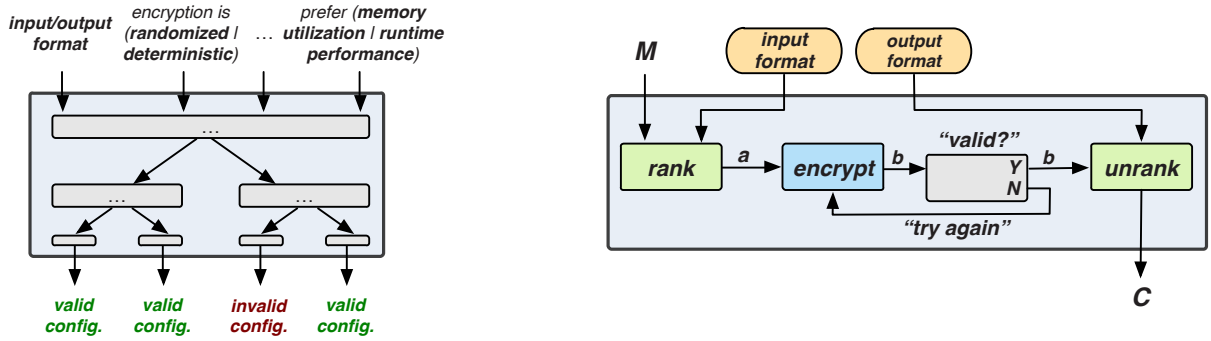 input/output
format
encryption is
(randomized |
deterministic)
...
prefer (memory
utilization | runtime
performance)
...
...
...
valid
config.
valid
config.
invalid
config.
valid
config.
M
input
format
output
format
rank
a
encrypt
b
“valid?”
Y
N
b
unrank
“try again”
C